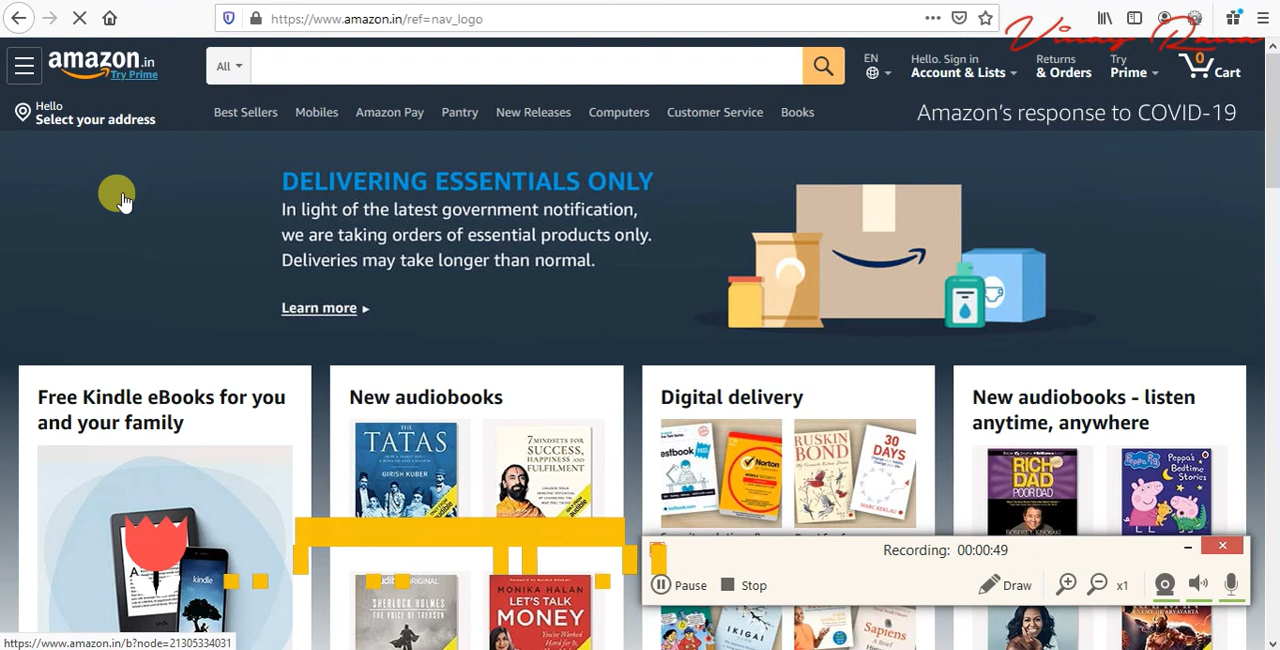 https://www.amazon.in/ref=nav_logo
Vinay Rana
amazon.in
Try Prime
All
EN
Hello. Sign in
Account & Lists
Returns
& Orders
Try
Prime
0
Cart
Hello
Select your address
Best Sellers
Mobiles
Amazon Pay
Pantry
New Releases
Computers
Customer Service
Books
Amazon's response to COVID-19
DELIVERING ESSENTIALS ONLY
In light of the latest government notification,
we are taking orders of essential products only.
Deliveries may take longer than normal.
Learn more
Free Kindle eBooks for you
and your family
kindle
New audiobooks
THE
TATAS
GIRISH KUBER
7 MINDSETS FOR
SUCCESS,
HAPPINESS AND
FULFILMENT
SHERLOCK HOLMES
THE VOICE OF TREASON
MONIKA HALAN
LET'S TALK
MONEY
Digital delivery
Norton
RUSKIN
BOND
30
DAYS
IKIGAI
Sapiens
New audiobooks - listen
anytime, anywhere
RICH
DAD
POOR DAD
Peppa's
Bedtime
Stories
Recording: 00:00:49
Pause
Stop
Draw
x1
https://www.amazon.in/b?node=21305334031